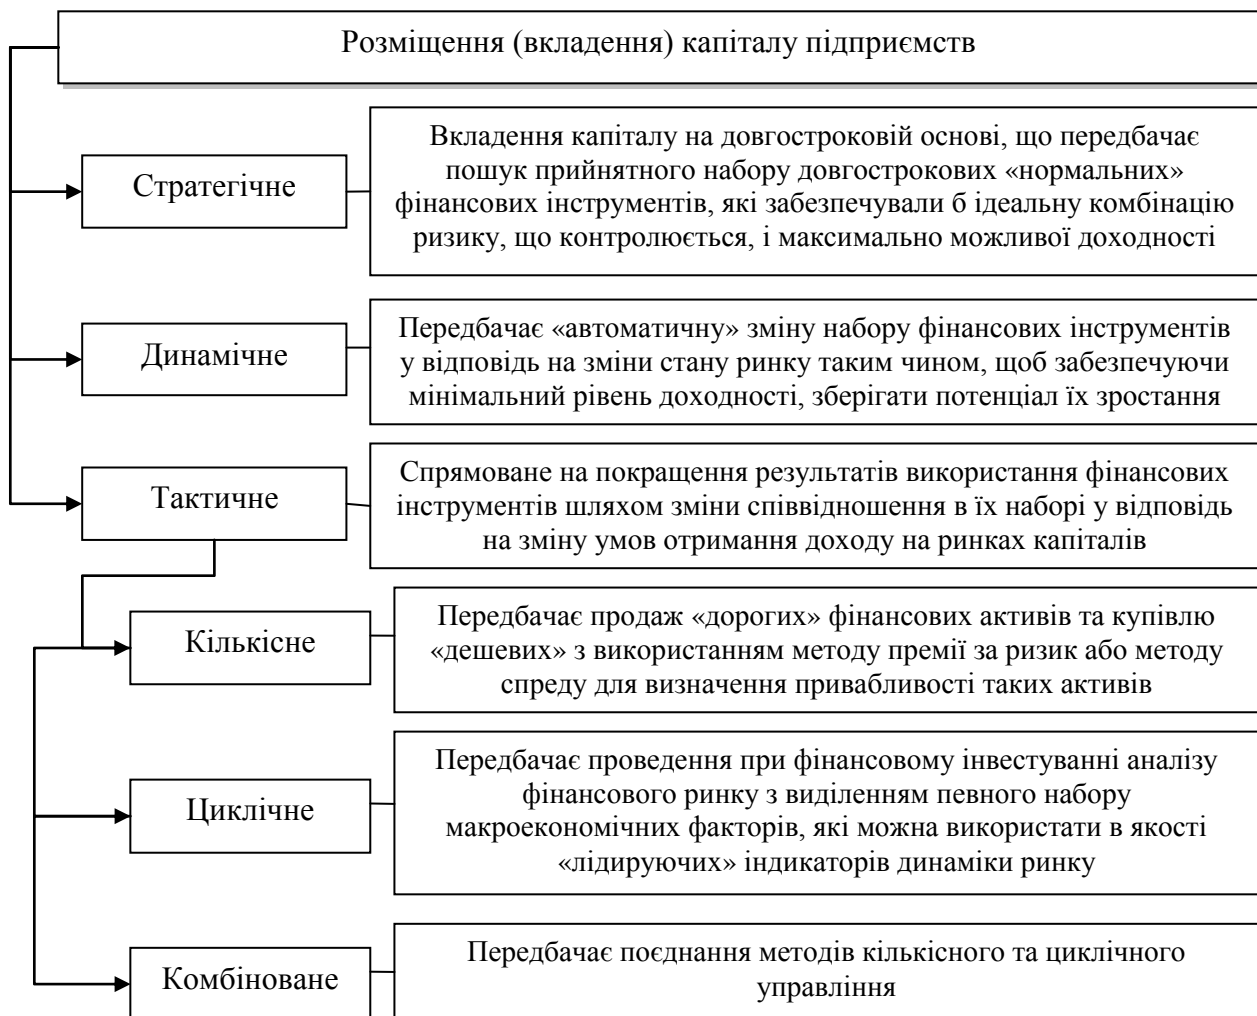 Розміщення (вкладення) капіталу підприємств
Стратегічне
Вкладення капіталу на довгостроковій основі, що передбачає
пошук прийнятного набору довгострокових «нормальних»
фінансових інструментів, які забезпечували б ідеальну комбінацію
ризику, що контролюється, і максимально можливої доходності
Динамічне
Передбачає «автоматичну» зміну набору фінансових інструментів
у відповідь на зміни стану ринку таким чином, щоб забезпечуючи
мінімальний рівень доходності, зберігати потенціал їх зростання
Тактичне
Спрямоване на покращення результатів використання фінансових
інструментів шляхом зміни співвідношення в їх наборі у відповідь
на зміну умов отримання доходу на ринках капіталів
Кількісне
Передбачає продаж «дорогих» фінансових активів та купівлю
«дешевих» з використанням методу премії за ризик або методу
спреду для визначення привабливості таких активів
Циклічне
Передбачає проведення при фінансовому інвестуванні аналізу
фінансового ринку з виділенням певного набору
макроекономічних факторів, які можна використати в якості
«лідируючих» індикаторів динаміки ринку
Комбіноване
Передбачає поєднання методів кількісного та циклічного
управління